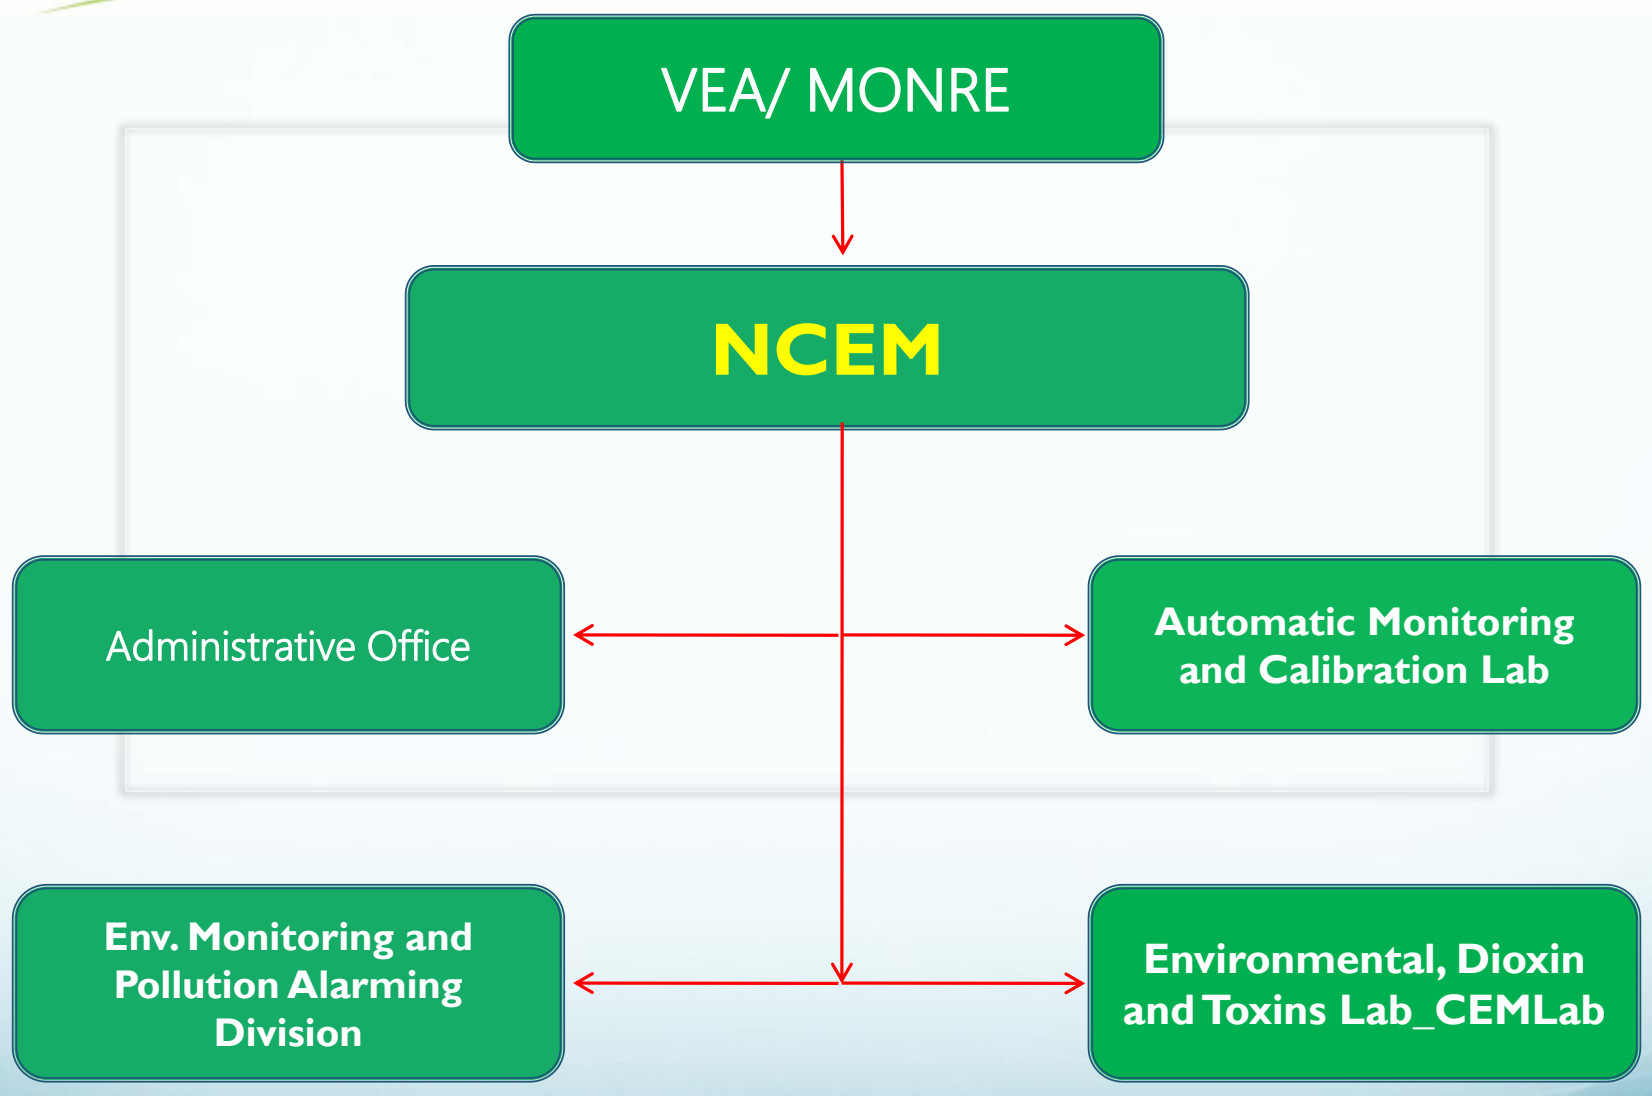 VEA/ MONRE
NCEM
Administrative Office
Automatic Monitoring
and Calibration Lab
Env. Monitoring and
Pollution Alarming
Division
Environmental, Dioxin
and Toxins Lab_CEMLab